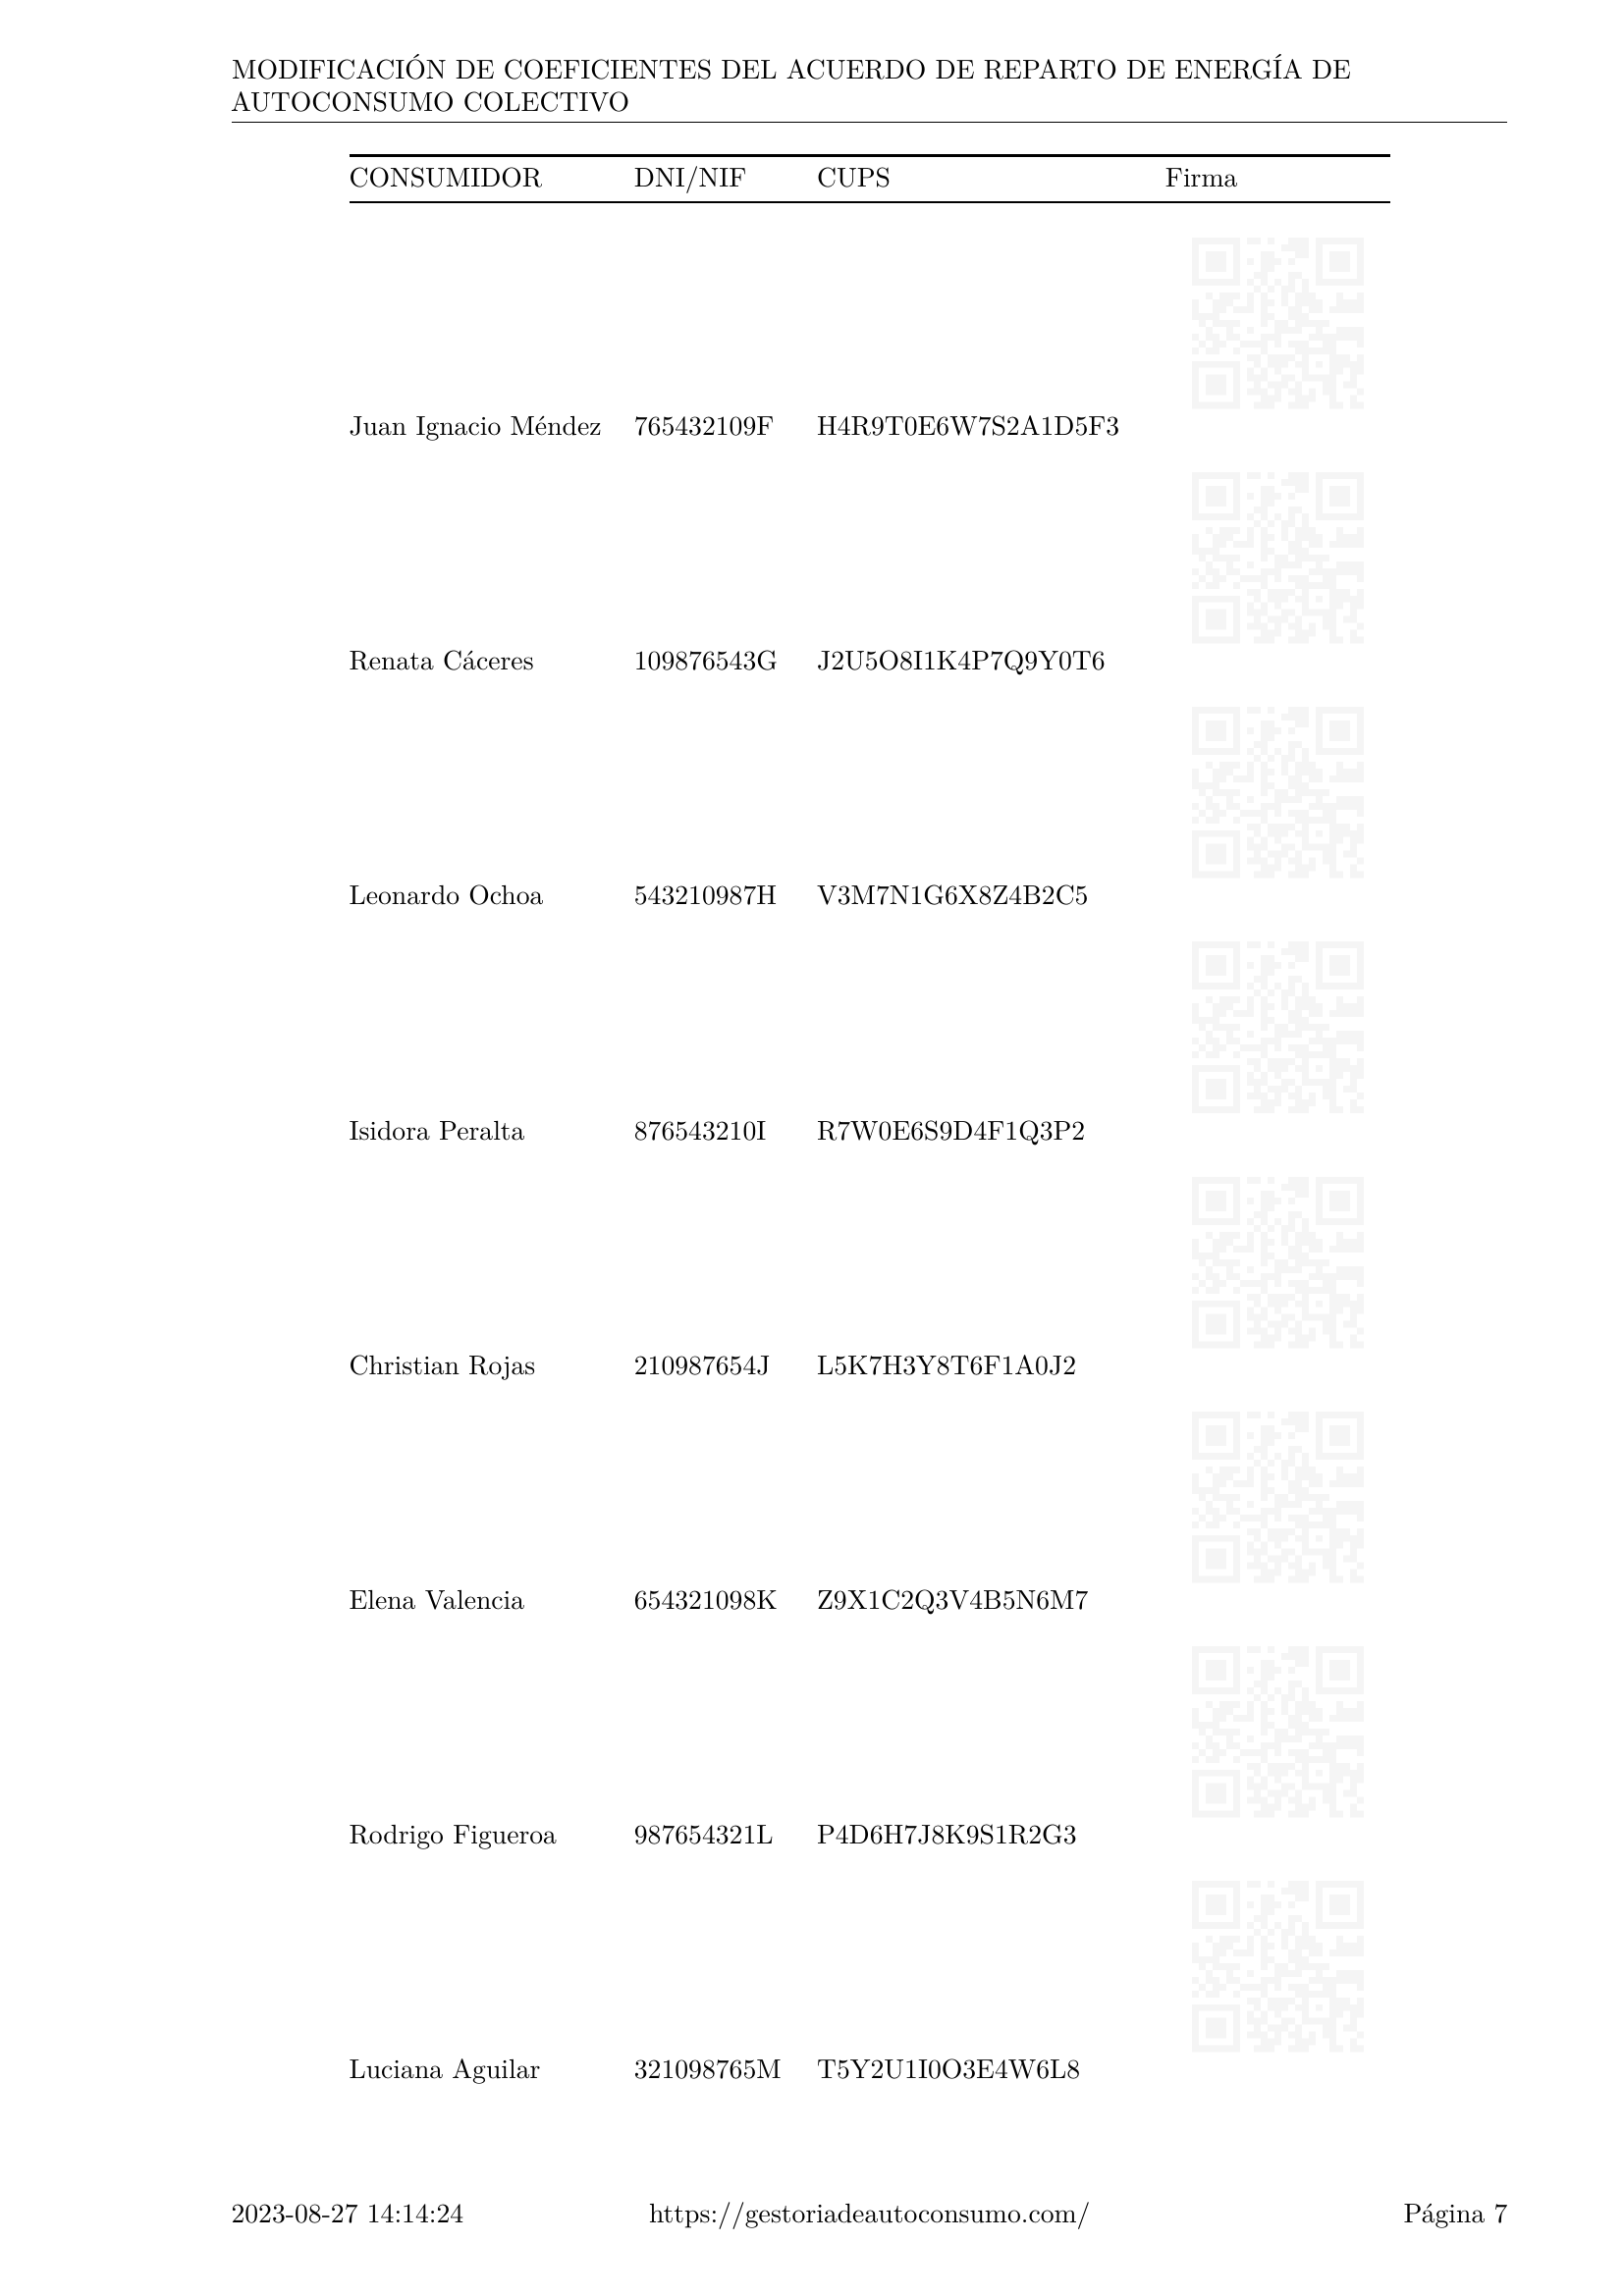 MODIFICACIÓN DE COEFICIENTES DEL ACUERDO DE REPARTO DE ENERGÍA DE
AUTOCONSUMO COLECTIVO
CONSUMIDOR DNI/NIF CUPS Firma
Juan Ignacio Méndez 765432109F H4R9T0E6W7S2A1D5F3
Renata Cáceres 109876543G J2U5O8I1K4P7Q9Y0T6
Leonardo Ochoa 543210987H V3M7N1G6X8Z4B2C5
Isidora Peralta 876543210I R7W0E6S9D4F1Q3P2
Christian Rojas 210987654J L5K7H3Y8T6F1A0J2
Elena Valencia 654321098K Z9X1C2Q3V4B5N6M7
Rodrigo Figueroa 987654321L P4D6H7J8K9S1R2G3
Luciana Aguilar 321098765M T5Y2U1I0O3E4W6L8
2023-08-27 14:14:24 https://gestoriadeautoconsumo.com/ Página 7